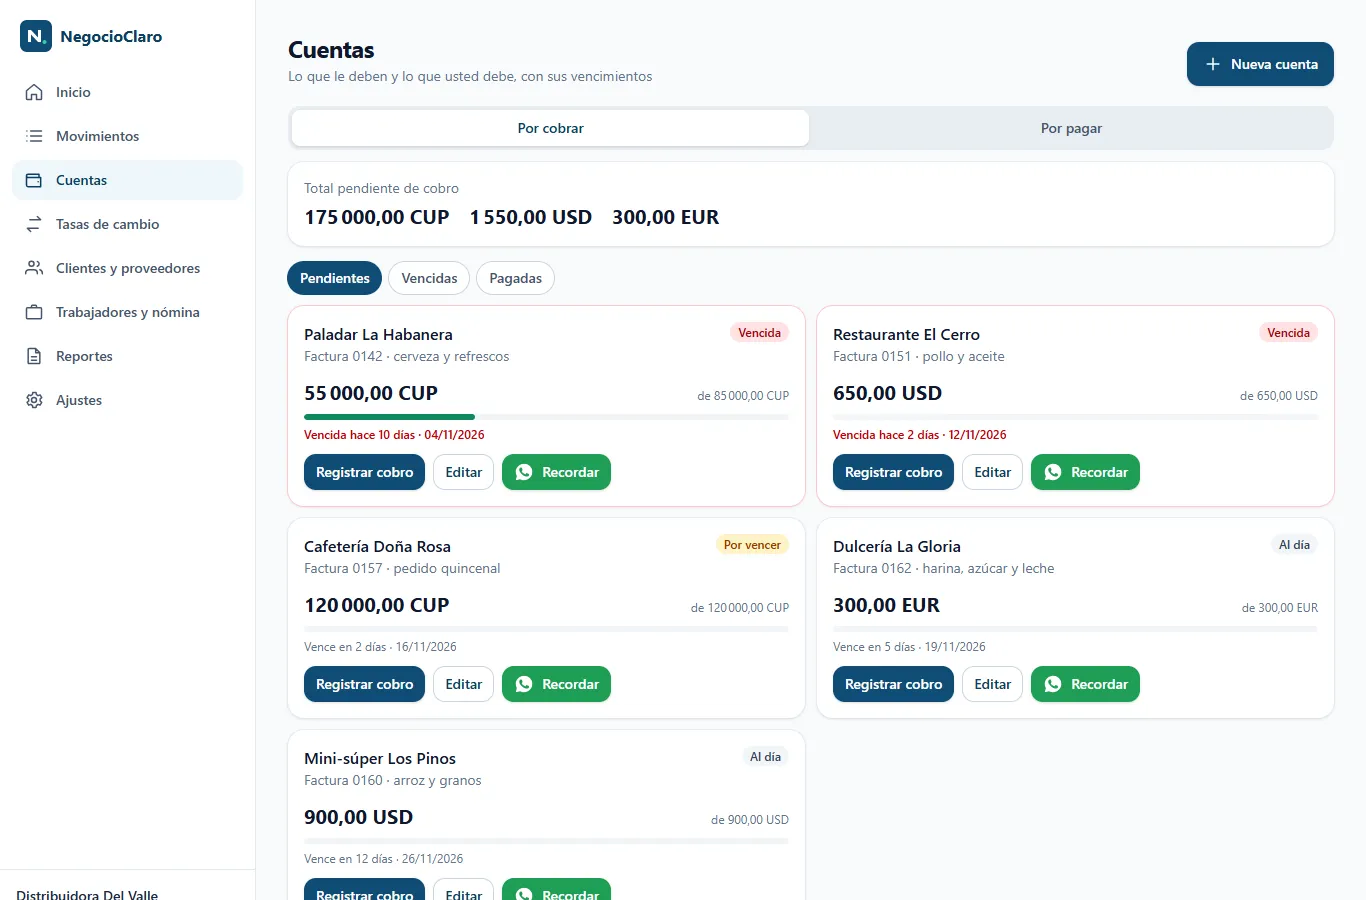 N. NegocioClaro
Inicio
Movimientos
Cuentas
Tasas de cambio
Clientes y proveedores
Trabajadores y nómina
Reportes
Ajustes
Distribuidora Del Valle
Cuentas
Lo que le deben y lo que usted debe, con sus vencimientos
Nueva cuenta
Por cobrar
Por pagar
Total pendiente de cobro
175 000,00 CUP 1 550,00 USD 300,00 EUR
Pendientes
Vencidas
Pagadas
Paladar La Habanera
Vencida
Factura 0142 · cerveza y refrescos
55 000,00 CUP
de 85 000,00 CUP
Vencida hace 10 días · 04/11/2026
Registrar cobro
Editar
Recordar
Restaurante El Cerro
Vencida
Factura 0151 · pollo y aceite
650,00 USD
de 650,00 USD
Vencida hace 2 días · 12/11/2026
Registrar cobro
Editar
Recordar
Cafetería Doña Rosa
Por vencer
Factura 0157 · pedido quincenal
120 000,00 CUP
de 120 000,00 CUP
Vence en 2 días · 16/11/2026
Registrar cobro
Editar
Recordar
Dulcería La Gloria
Al día
Factura 0162 · harina, azúcar y leche
300,00 EUR
de 300,00 EUR
Vence en 5 días · 19/11/2026
Registrar cobro
Editar
Recordar
Mini-súper Los Pinos
Al día
Factura 0160 · arroz y granos
900,00 USD
de 900,00 USD
Vence en 12 días · 26/11/2026
Registrar cobro
Editar
Recordar